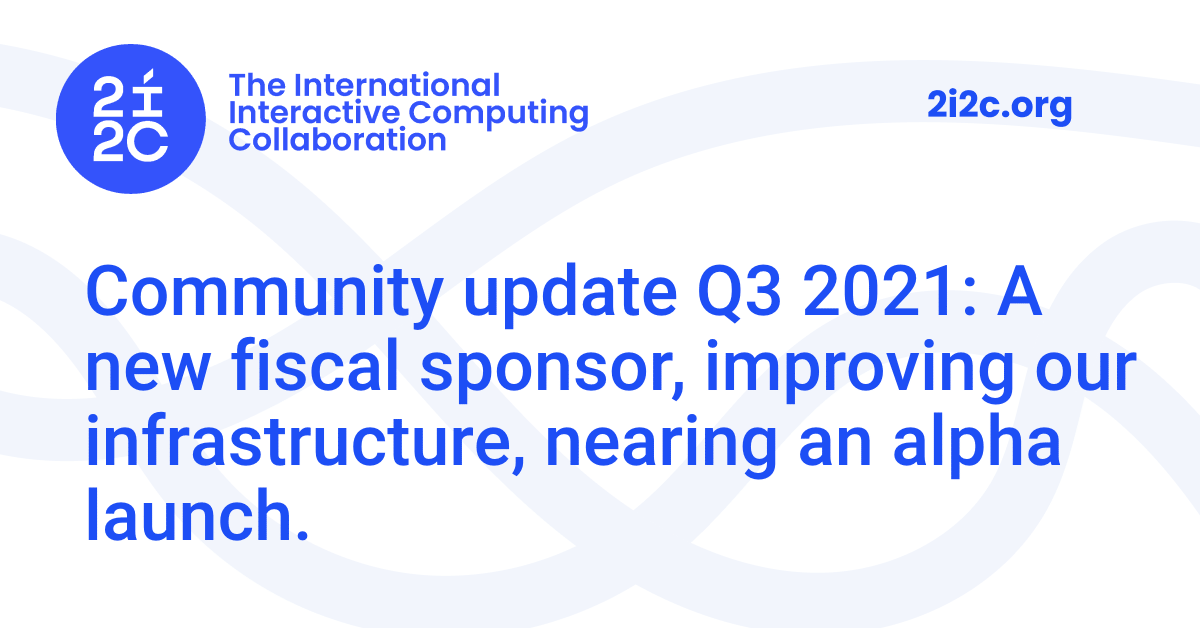 2i
2C
The International
Interactive Computing
Collaboration
2i2c.org
Community update Q3 2021: A
new fiscal sponsor, improving our
infrastructure, nearing an alpha
launch.